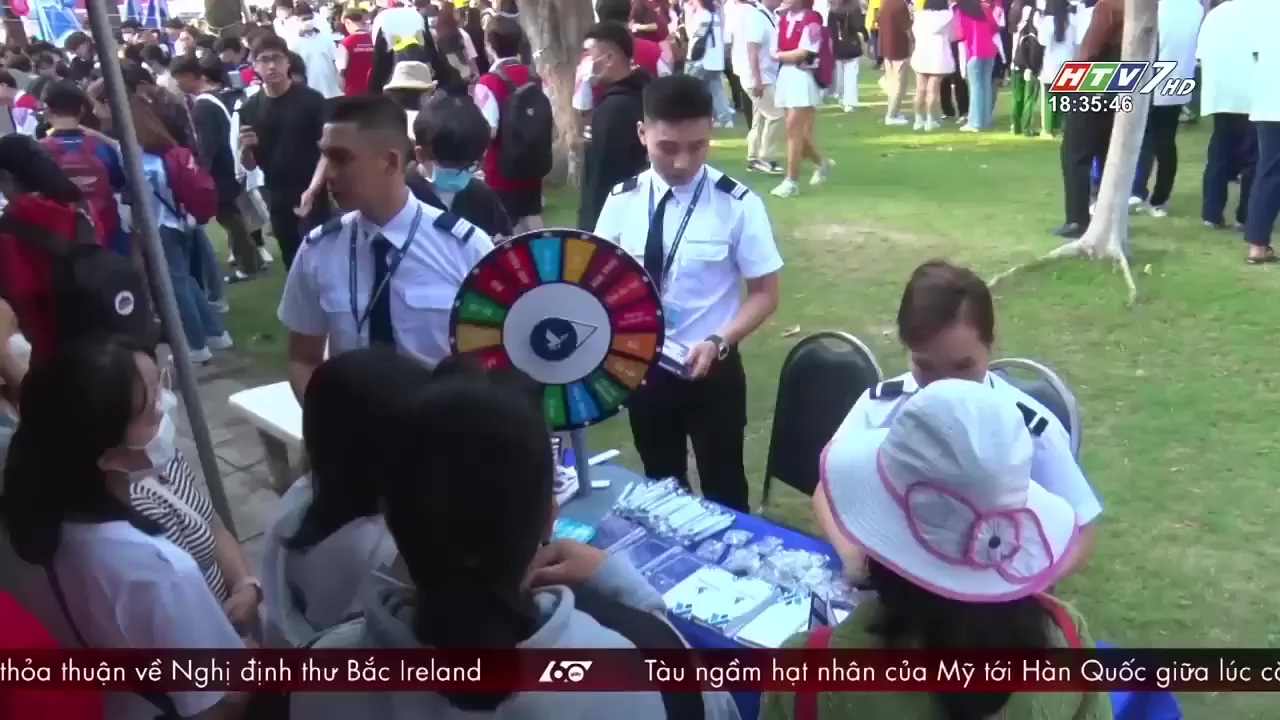 HTV7 HD
18:35:46
thỏa thuận về Nghị định thư Bắc Ireland
60 Tàu ngầm hạt nhân của Mỹ tới Hàn Quốc giữa lúc